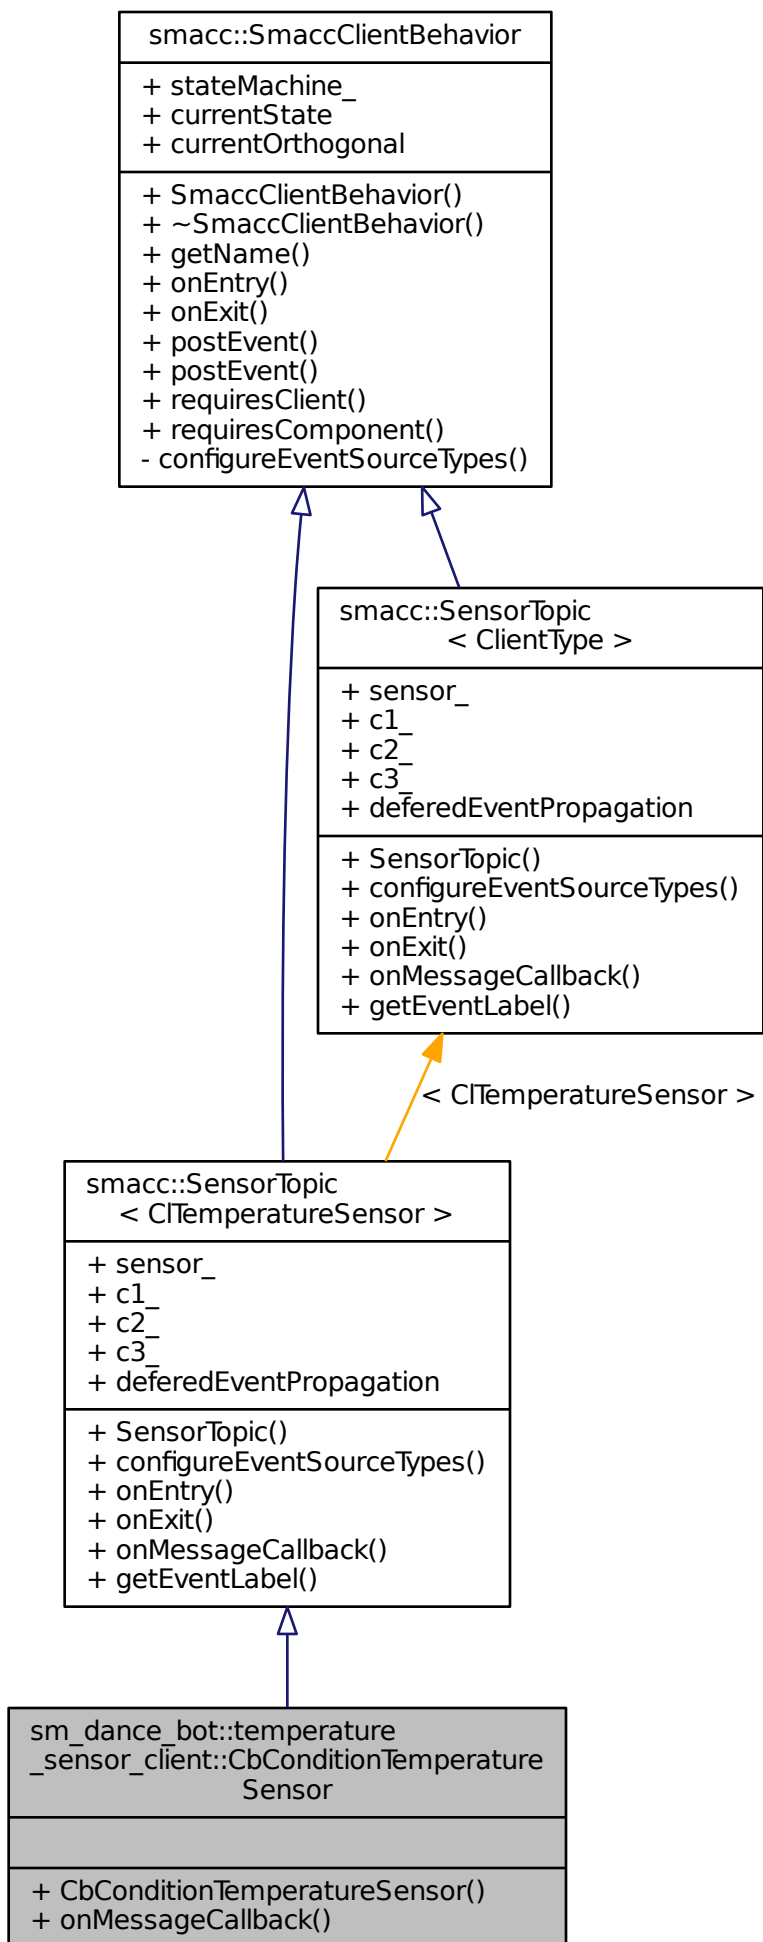 smacc::SmaccClientBehavior
+ stateMachine_
+ currentState
+ currentOrthogonal
+ SmaccClientBehavior()
+ ~SmaccClientBehavior()
+ getName()
+ onEntry()
+ onExit()
+ postEvent()
+ postEvent()
+ requiresClient()
+ requiresComponent()
- configureEventSourceTypes()
smacc::SensorTopic
< ClientType >
+ sensor_
+ c1_
+ c2_
+ c3_
+ deferedEventPropagation
+ SensorTopic()
+ configureEventSourceTypes()
+ onEntry()
+ onExit()
+ onMessageCallback()
+ getEventLabel()
< ClTemperatureSensor >
smacc::SensorTopic
< ClTemperatureSensor >
+ sensor_
+ c1_
+ c2_
+ c3_
+ deferedEventPropagation
+ SensorTopic()
+ configureEventSourceTypes()
+ onEntry()
+ onExit()
+ onMessageCallback()
+ getEventLabel()
sm_dance_bot::temperature
_sensor_client::CbConditionTemperature
Sensor
+ CbConditionTemperatureSensor()
+ onMessageCallback()